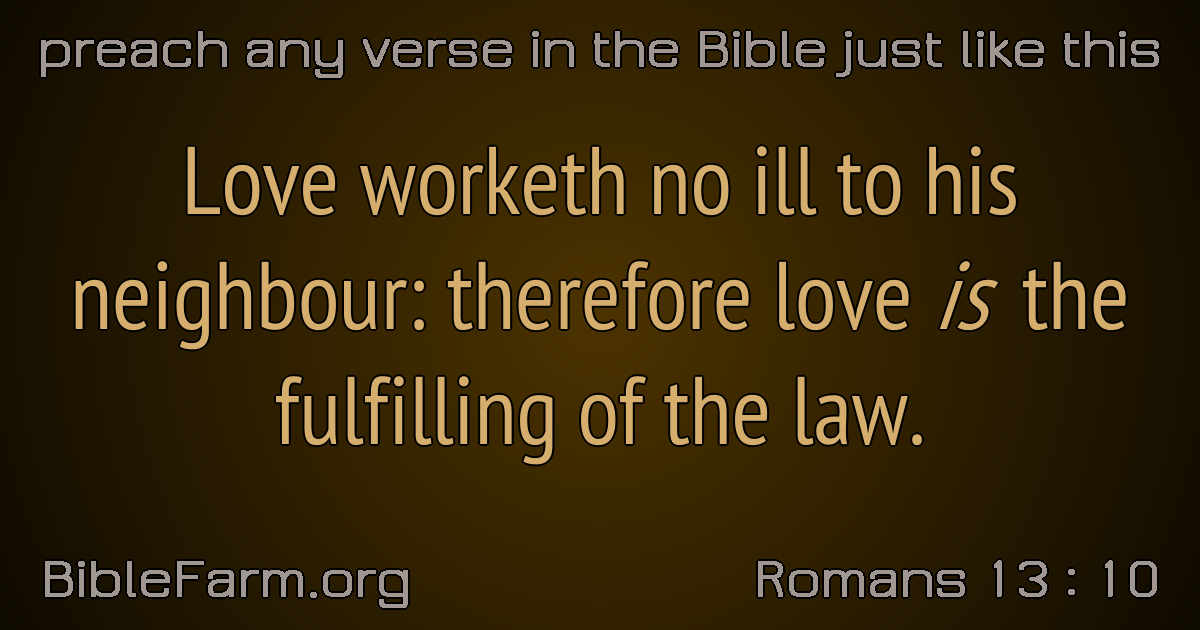 preach any verse in the Bible just like this
Love worketh no ill to his
neighbour: therefore love is the
fulfilling of the law.
BibleFarm.org
Romans 13 : 10